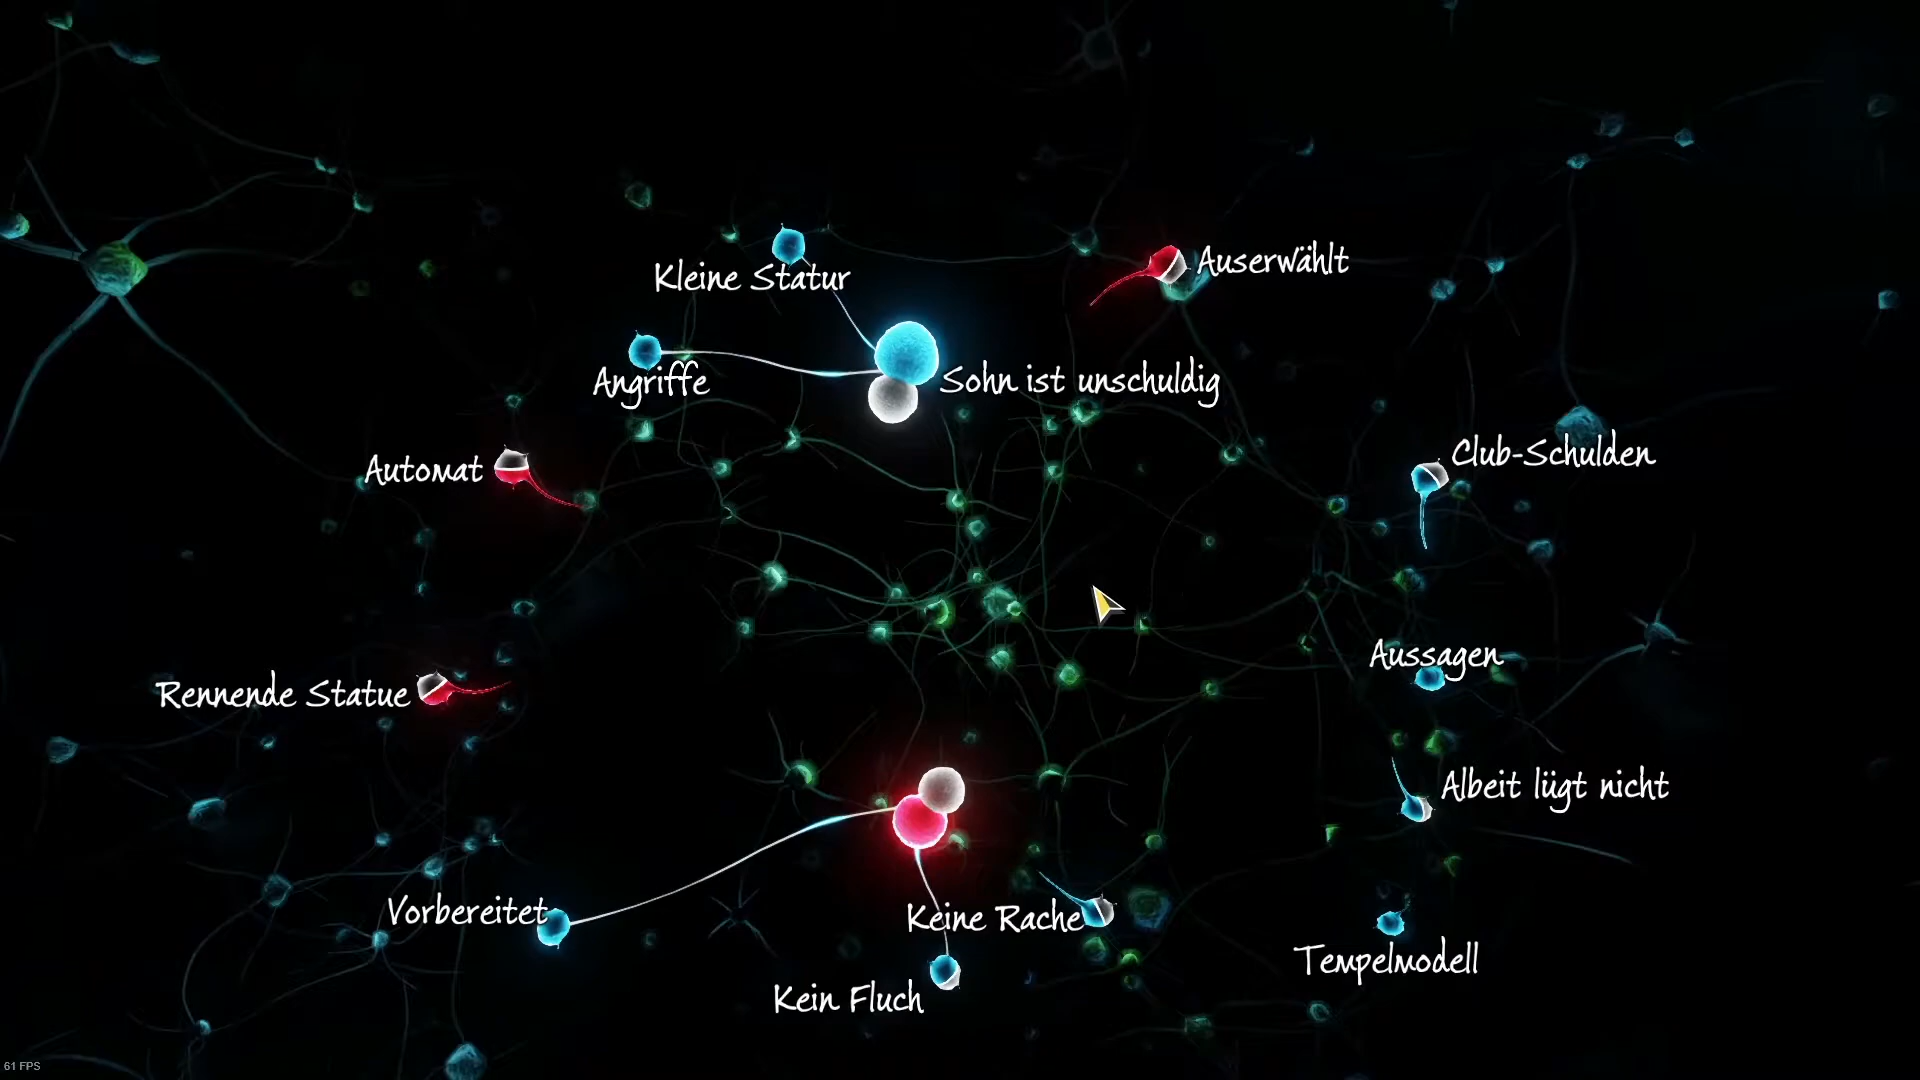 Kleine Statur
Auserwählt
Angriffe
Sohn ist unschuldig
Automat
Club-Schulden
Aussagen
Rennende Statue
Albeit lügt nicht
Vorbereitet
Keine Rache
Tempelmodell
Kein Fluch
61 FPS